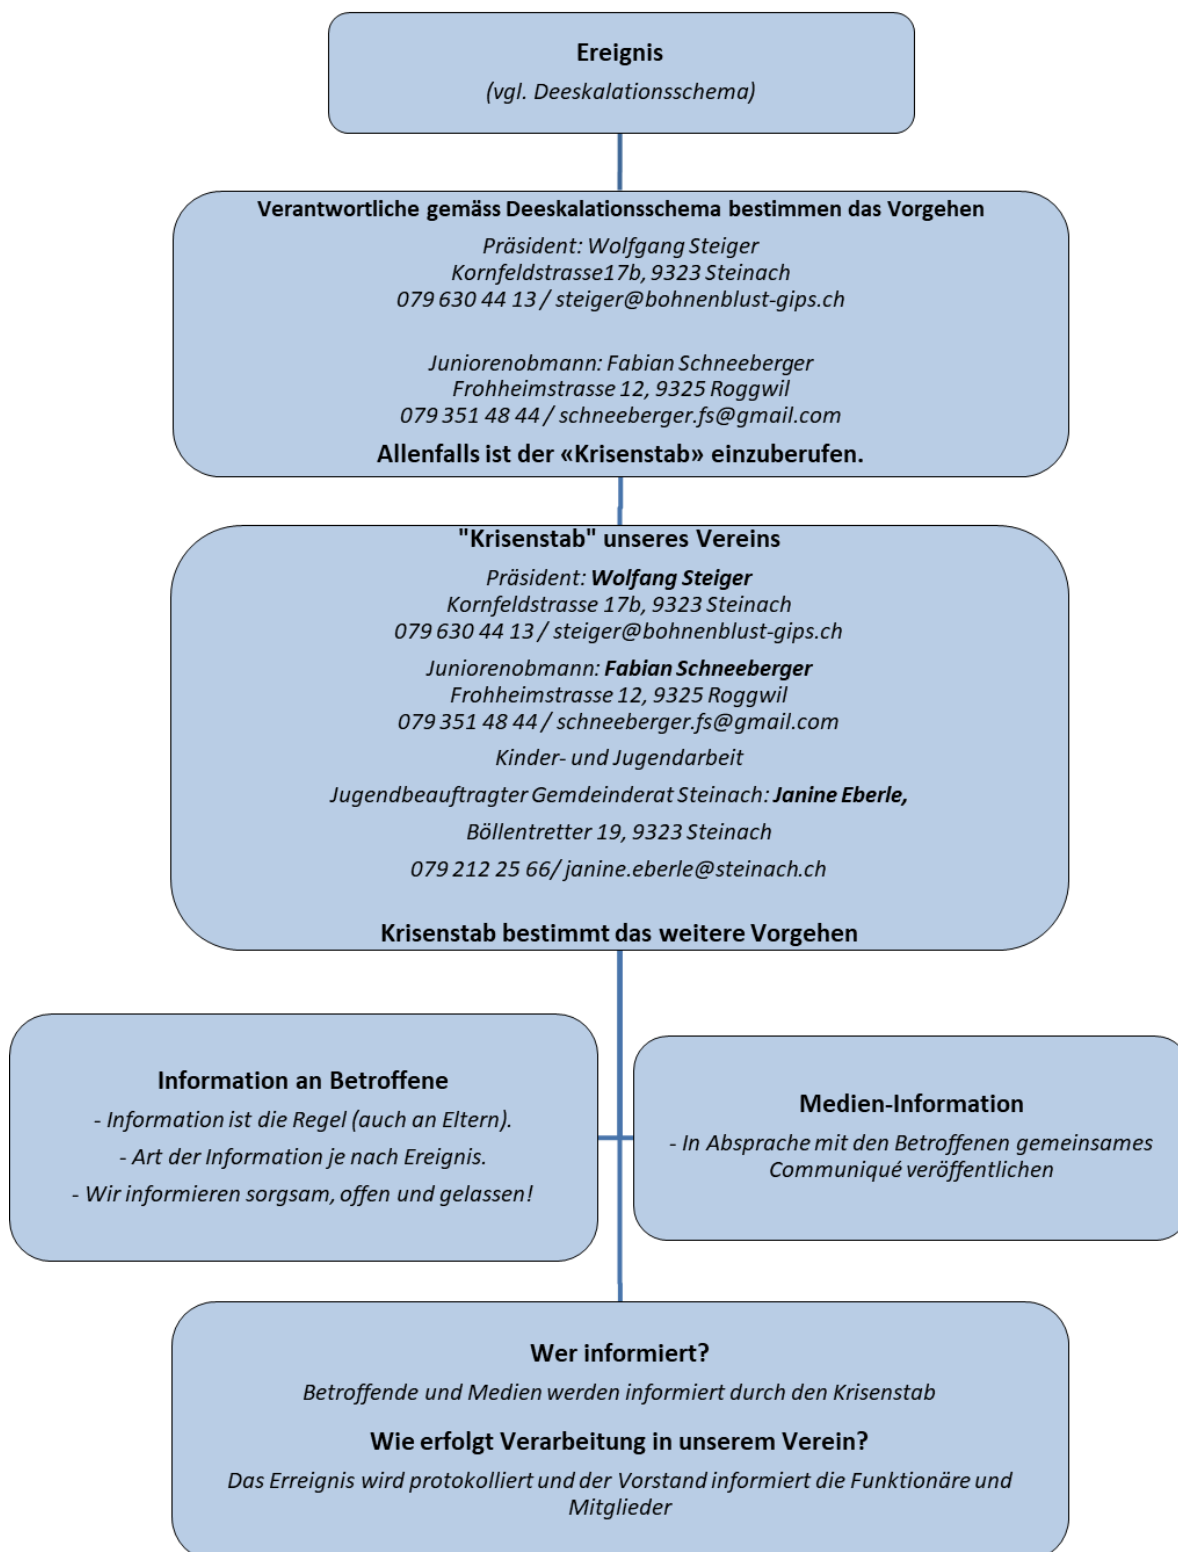 Ereignis
(vgl. Deeskalationsschema)
Verantwortliche gemäss Deeskalationsschema bestimmen das Vorgehen
Präsident: Wolfgang Steiger
Kornfeldstrasse17b, 9323 Steinach
079 630 44 13 / steiger@bohnenblust-gips.ch
Juniorenobmann: Fabian Schneeberger
Frohheimstrasse 12, 9325 Roggwil
079 351 48 44 / schneeberger.fs@gmail.com
Allenfalls ist der «Krisenstab» einzuberufen.
"Krisenstab" unseres Vereins
Präsident: Wolfang Steiger
Kornfeldstrasse 17b, 9323 Steinach
079 630 44 13 / steiger@bohnenblust-gips.ch
Juniorenobmann: Fabian Schneeberger
Frohheimstrasse 12, 9325 Roggwil
079 351 48 44 / schneeberger.fs@gmail.com
Kinder- und Jugendarbeit
Jugendbeauftragter Gemdeinderat Steinach: Janine Eberle,
Böllentretter 19, 9323 Steinach
079 212 25 66/ janine.eberle@steinach.ch
Krisenstab bestimmt das weitere Vorgehen
Information an Betroffene
- Information ist die Regel (auch an Eltern).
- Art der Information je nach Ereignis.
- Wir informieren sorgsam, offen und gelassen!
Medien-Information
- In Absprache mit den Betroffenen gemeinsames
Communiqué veröffentlichen
Wer informiert?
Betroffende und Medien werden informiert durch den Krisenstab
Wie erfolgt Verarbeitung in unserem Verein?
Das Erreignis wird protokolliert und der Vorstand informiert die Funktionäre und
Mitglieder